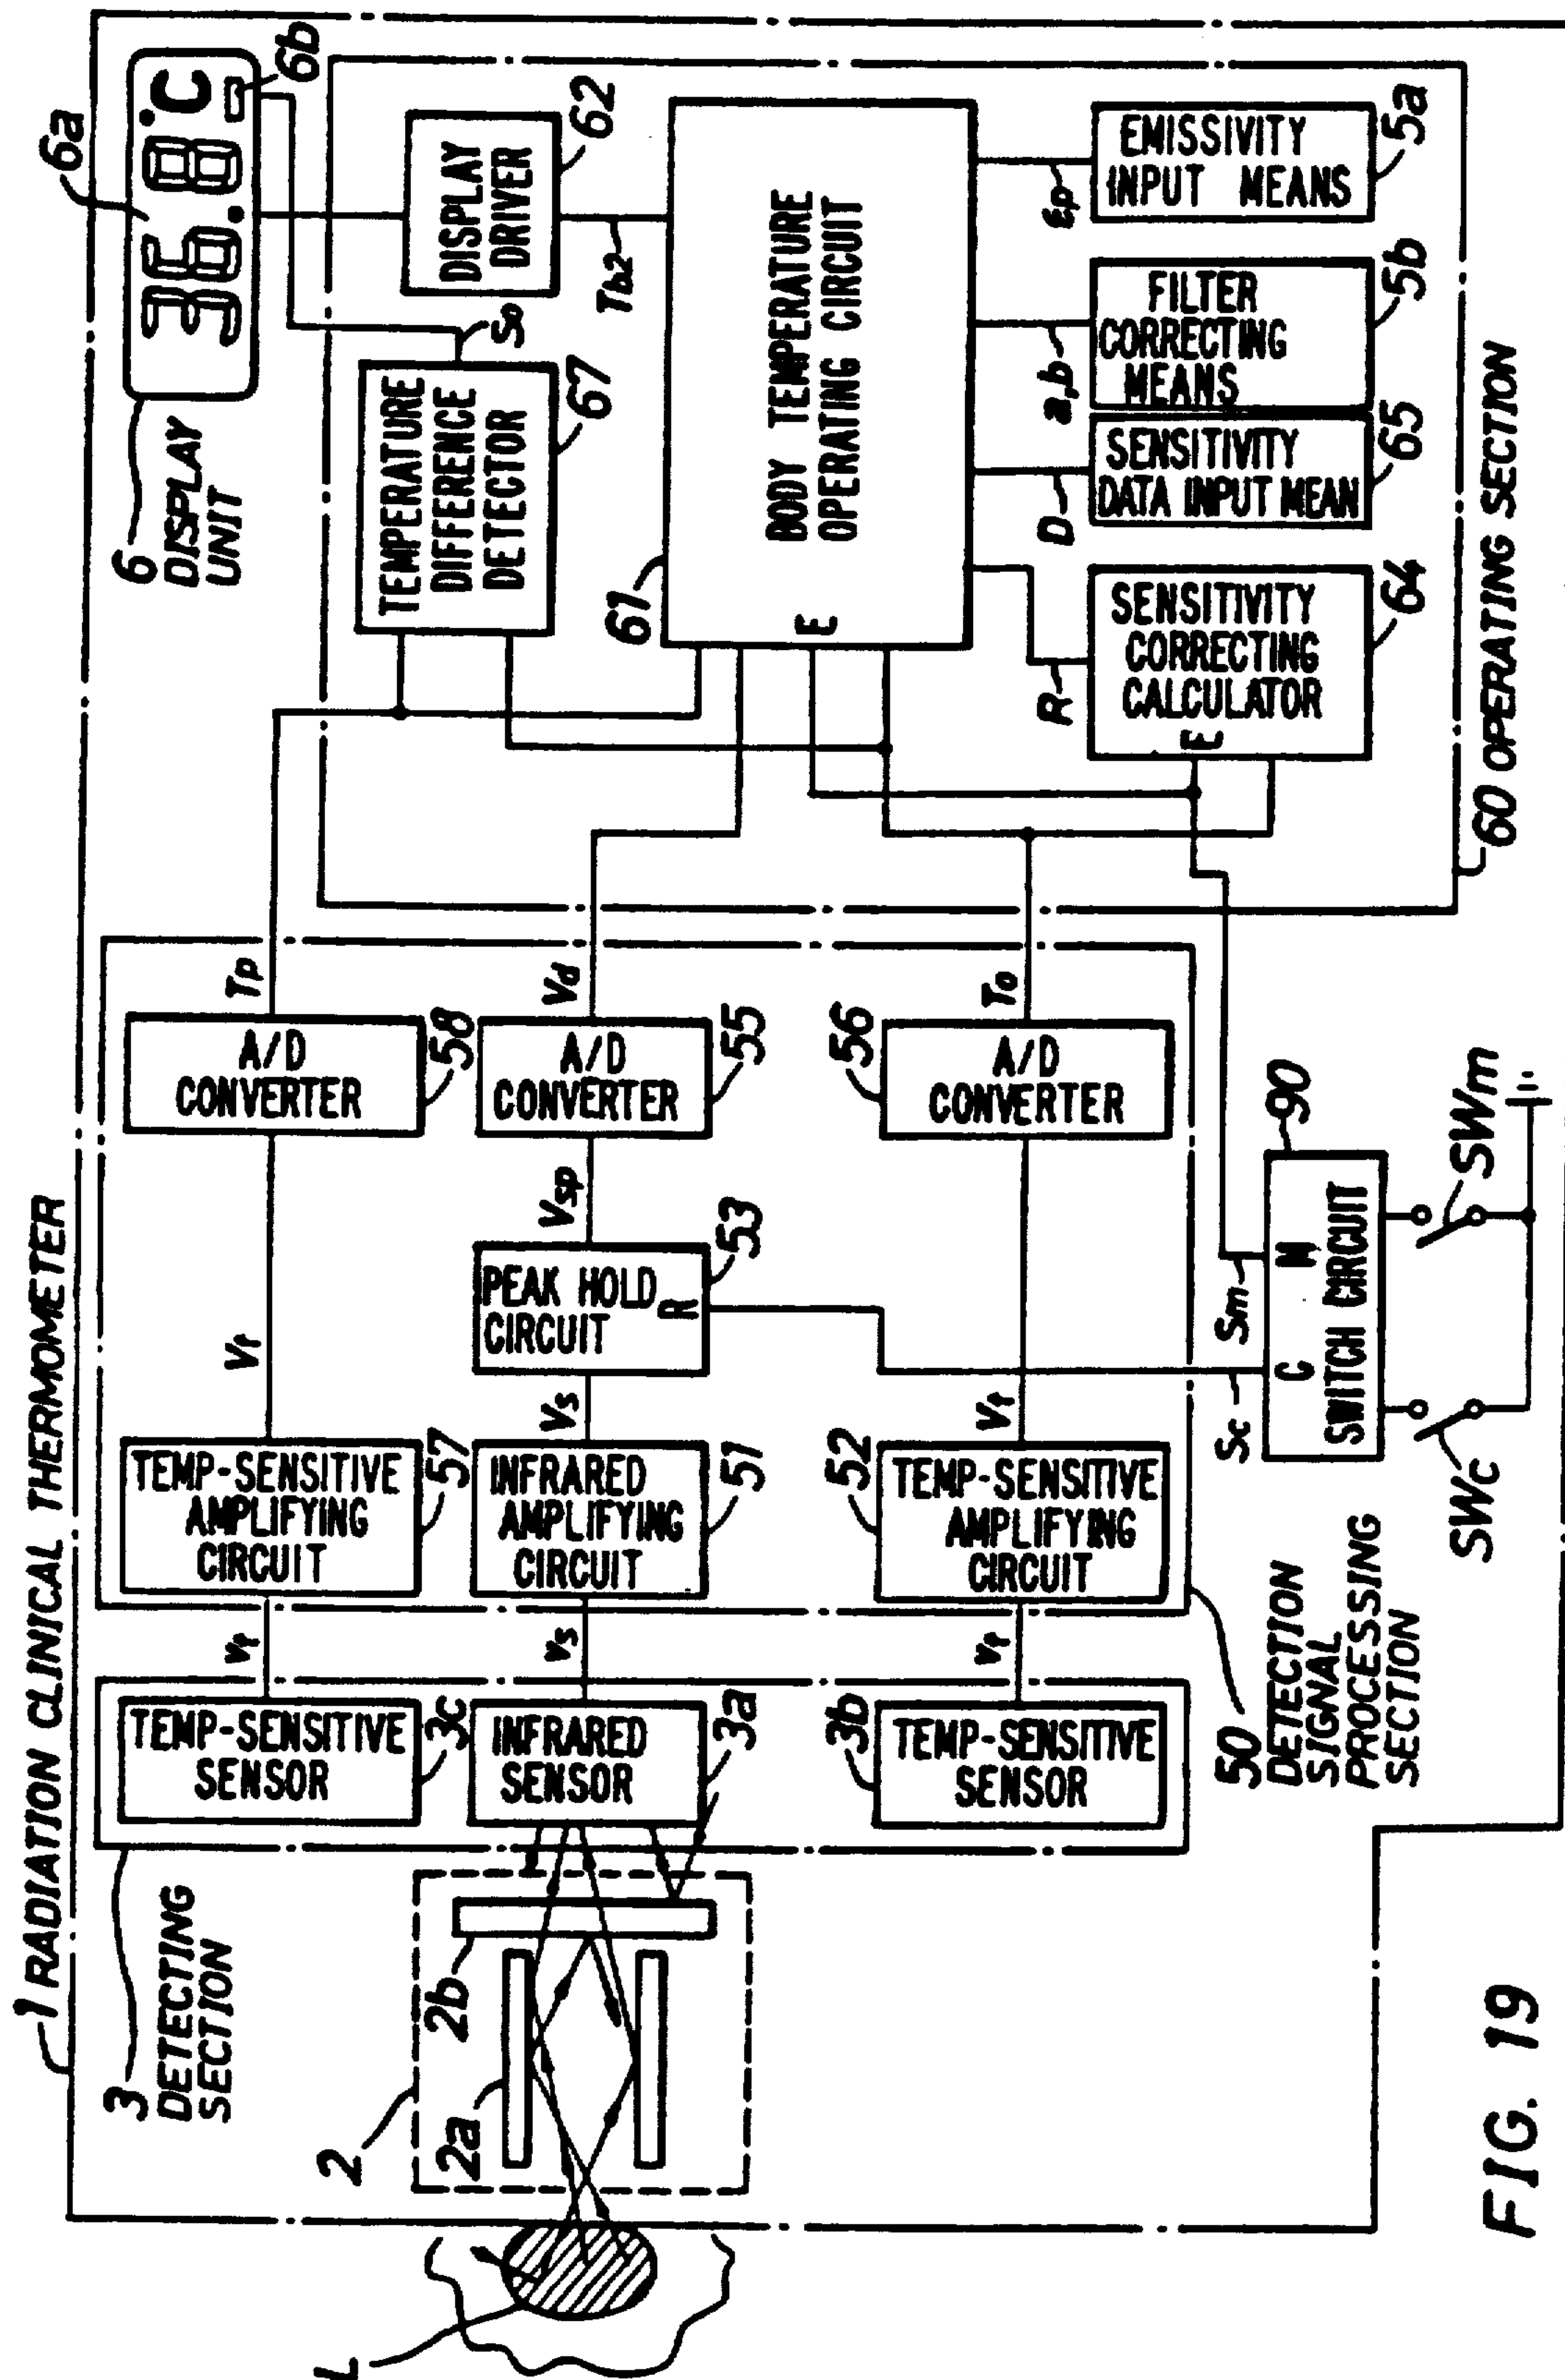 1 RADIATION CLINICAL THERMOMETER
3
DETECTING
SECTION
2
2a
2b
L
TEMP-SENSITIVE
SENSOR
3c
INFRARED
SENSOR
3a
3b
TEMP-SENSITIVE
SENSOR
vt
vs
vt
TEMP-SENSITIVE
AMPLIFYING
CIRCUIT
57
INFRARED
AMPLIFYING
CIRCUIT
51
52
TEMP-SENSITIVE
AMPLIFYING
CIRCUIT
50
DETECTION
SIGNAL
PROCESSING
SECTION
Vt
Vs
Vt
PEAK HOLD
CIRCUIT R
53
Vsp
A/D
CONVERTER
58
A/D
CONVERTER
55
56
A/D
CONVERTER
Tp
Vd
To
Sc
Sm
C M
SWITCH CIRCUIT
90
SWc
SWm
6
DISPLAY
UNIT
6a
36.8°C
6b
TEMPERATURE
DIFFERENCE
DETECTOR
67
SD
DISPLAY
DRIVER
62
Tb2
61
BODY TEMPERATURE
OPERATING CIRCUIT
E
R
D
a,b
εp
SENSITIVITY
CORRECTING
CALCULATOR
E
64
SENSITIVITY
DATA INPUT MEAN
65
FILTER
CORRECTING
MEANS
5b
EMISSIVITY
INPUT MEANS
5a
60 OPERATING SECTION
FIG. 19